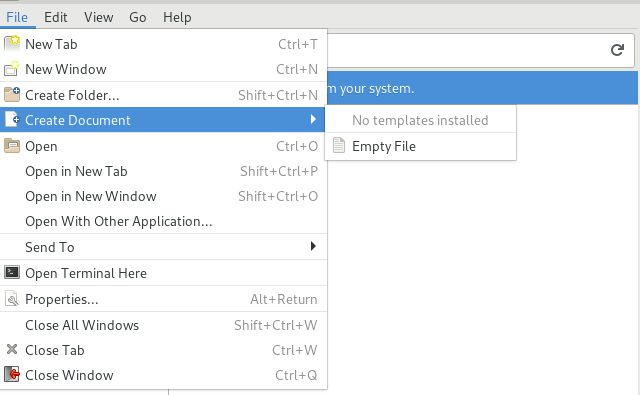 File Edit View Go Help
New Tab Ctrl+T
New Window Ctrl+N
Create Folder... Shift+Ctrl+N
m your system.
Create Document
No templates installed
Open Ctrl+O
Empty File
Open in New Tab Shift+Ctrl+P
Open in New Window Shift+Ctrl+O
Open With Other Application...
Send To
Open Terminal Here
Properties... Alt+Return
Close All Windows Shift+Ctrl+W
Close Tab Ctrl+W
Close Window Ctrl+Q